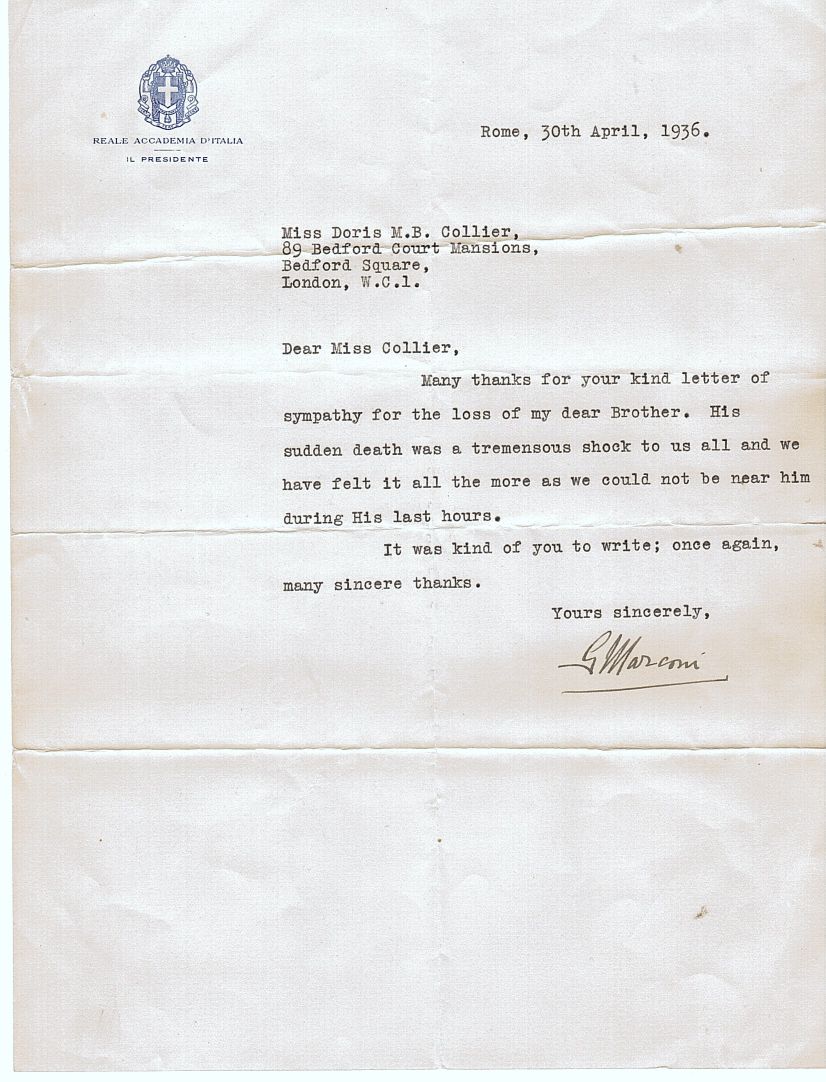 REALE ACCADEMIA D'ITALIA
IL PRESIDENTE
Rome, 30th April, 1936.
Miss Doris M.B. Collier,
89 Bedford Court Mansions,
Bedford Square,
London, W.C.1.
Dear Miss Collier,
Many thanks for your kind letter of
sympathy for the loss of my dear Brother. His
sudden death was a tremensous shock to us all and we
have felt it all the more as we could not be near him
during His last hours.
It was kind of you to write; once again,
many sincere thanks.
Yours sincerely,
G Marconi